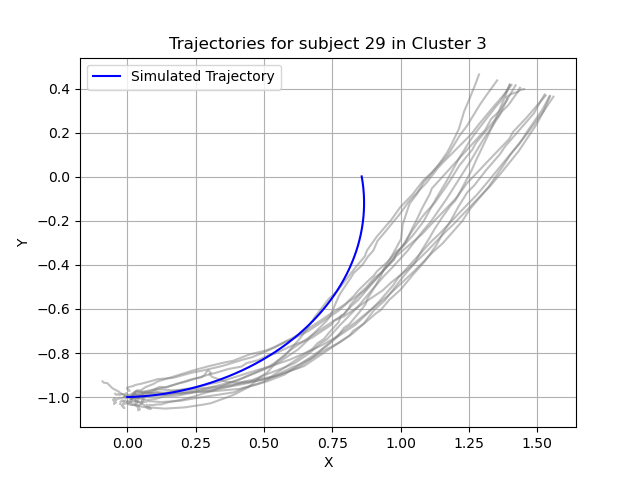 Trajectories for subject 29 in Cluster 3
Simulated Trajectory
Y
0.4
0.2
0.0
−0.2
−0.4
−0.6
−0.8
−1.0
0.00 0.25 0.50 0.75 1.00 1.25 1.50
X